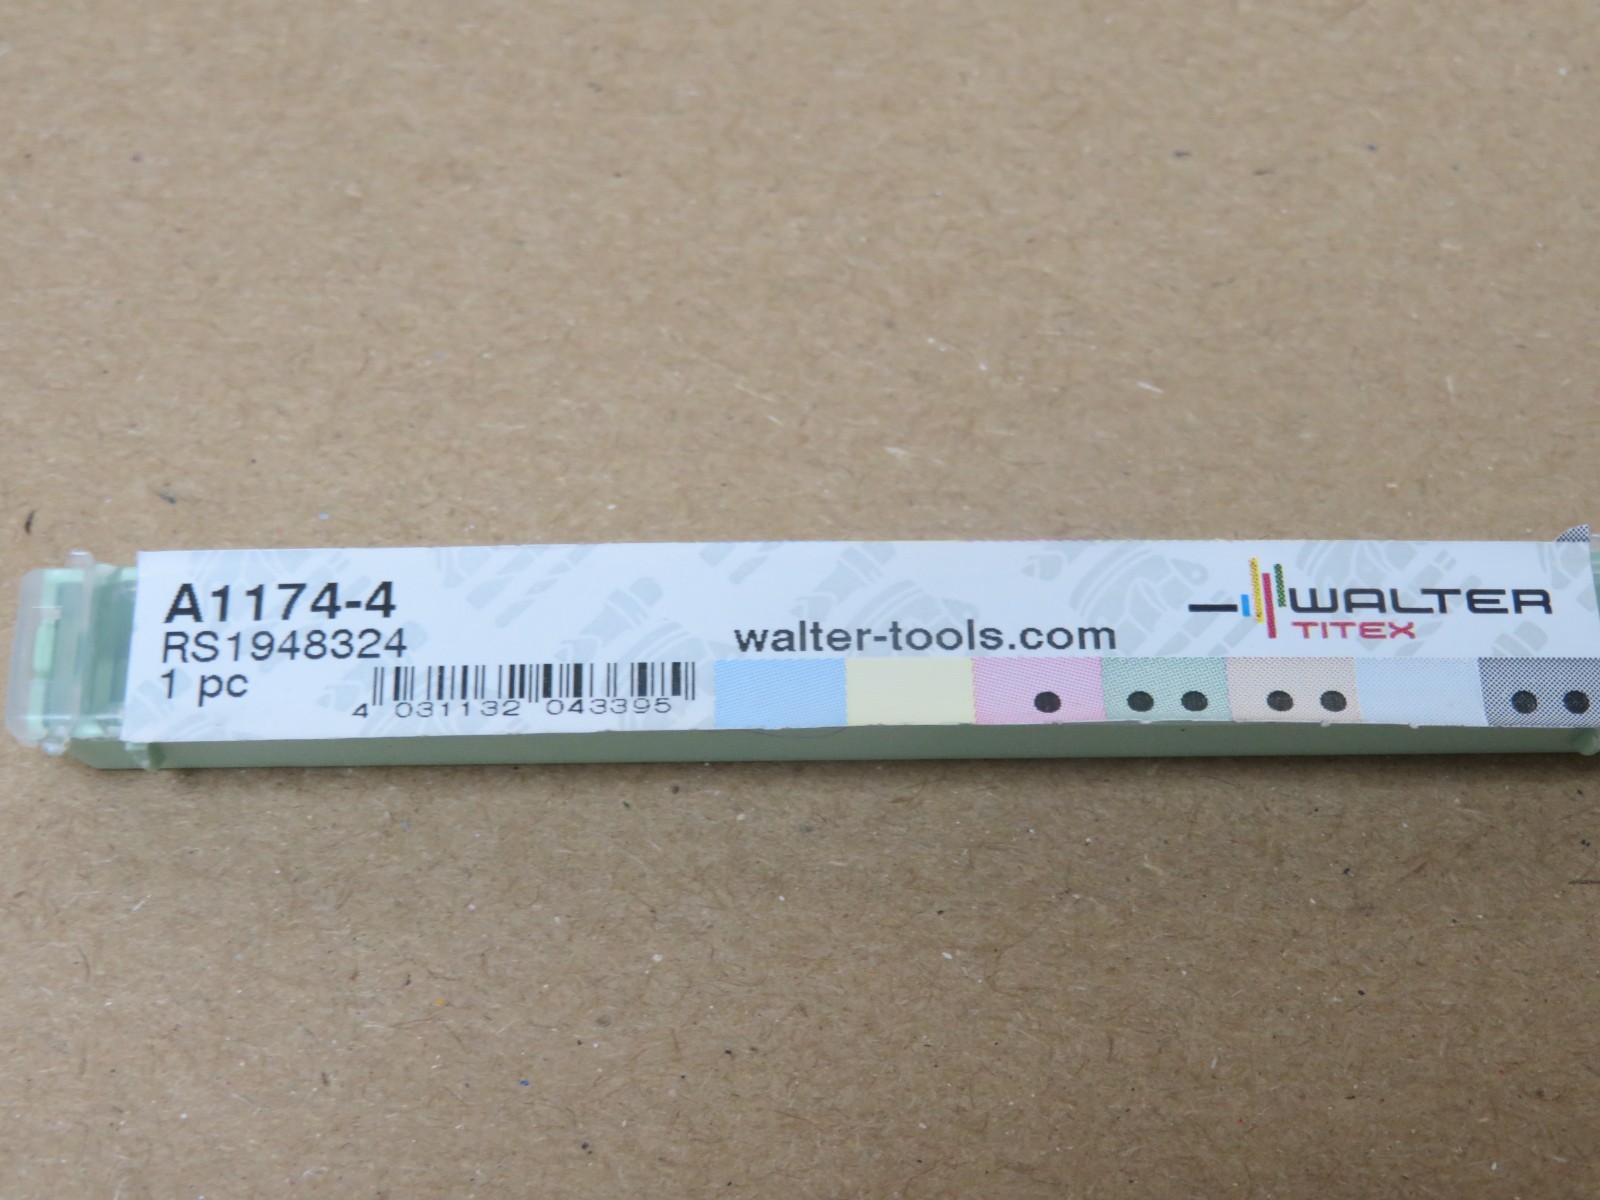 A1174-4
RS1948324
1 pc
4 031132 043395
walter-tools.com
WALTER
TITEX